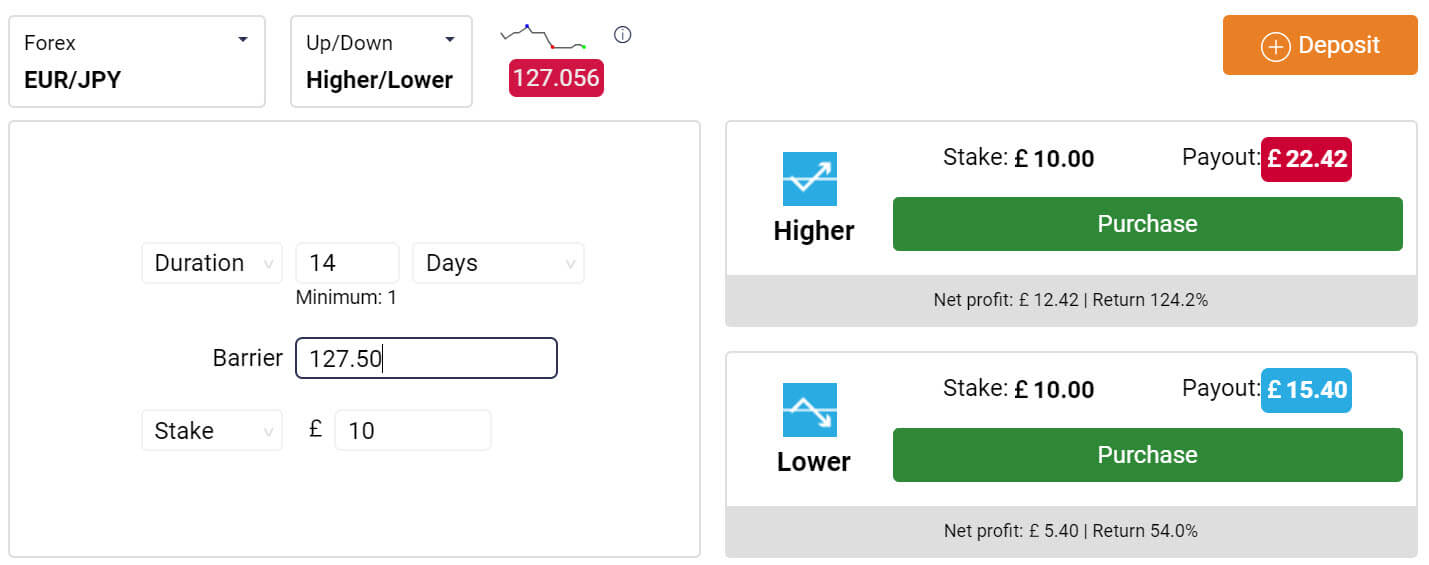 Forex
EUR/JPY
Up/Down
Higher/Lower
127.056
Deposit
Duration 14 Days
Minimum: 1
Barrier 127.50
Stake £ 10
Higher
Stake: £ 10.00 Payout: £ 22.42
Purchase
Net profit: £ 12.42 | Return 124.2%
Lower
Stake: £ 10.00 Payout: £ 15.40
Purchase
Net profit: £ 5.40 | Return 54.0%